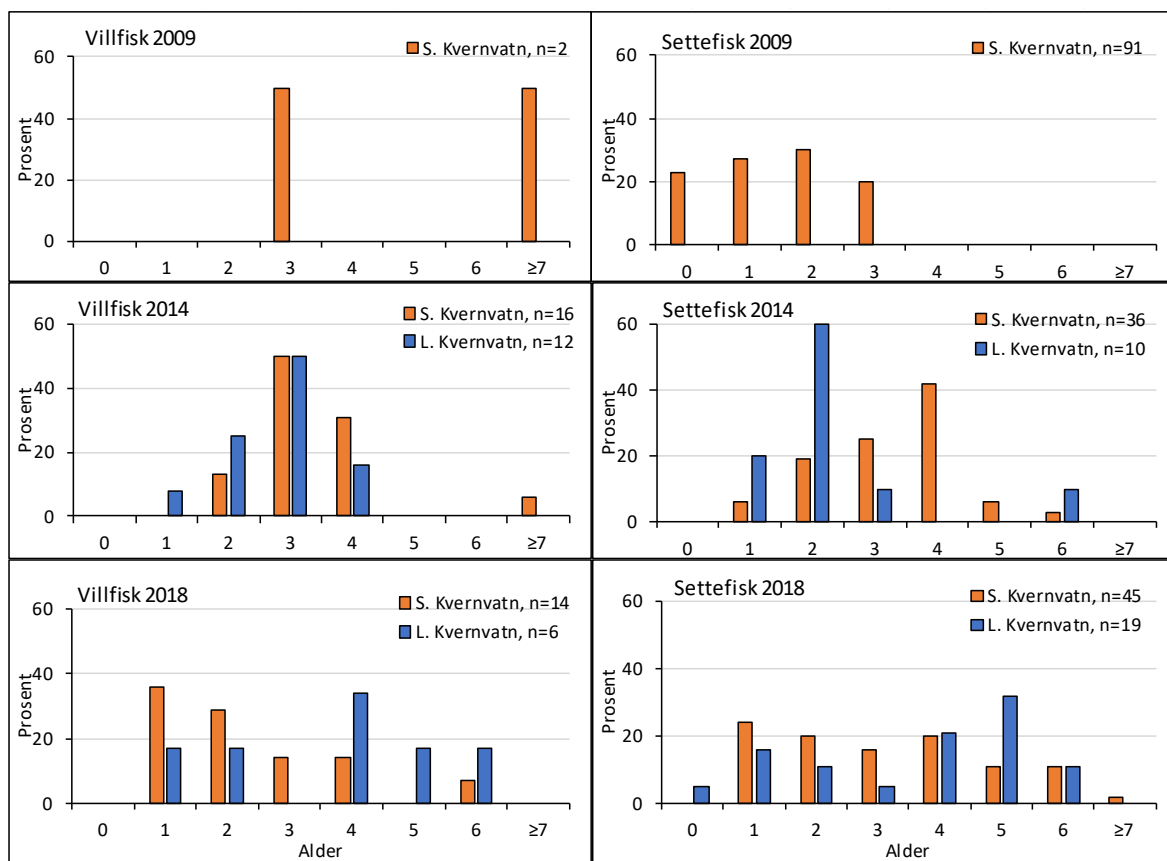 Villfisk 2009
S. Kvernvatn, n=2
60
40
20
0
Prosent
0 1 2 3 4 5 6 ≥7
Settefisk 2009
S. Kvernvatn, n=91
60
40
20
0
Prosent
0 1 2 3 4 5 6 ≥7
Villfisk 2014
S. Kvernvatn, n=16
L. Kvernvatn, n=12
60
40
20
0
Prosent
0 1 2 3 4 5 6 ≥7
Settefisk 2014
S. Kvernvatn, n=36
L. Kvernvatn, n=10
60
40
20
0
Prosent
0 1 2 3 4 5 6 ≥7
Villfisk 2018
S. Kvernvatn, n=14
L. Kvernvatn, n=6
60
40
20
0
Prosent
0 1 2 3 4 5 6 ≥7
Alder
Settefisk 2018
S. Kvernvatn, n=45
L. Kvernvatn, n=19
60
40
20
0
Prosent
0 1 2 3 4 5 6 ≥7
Alder